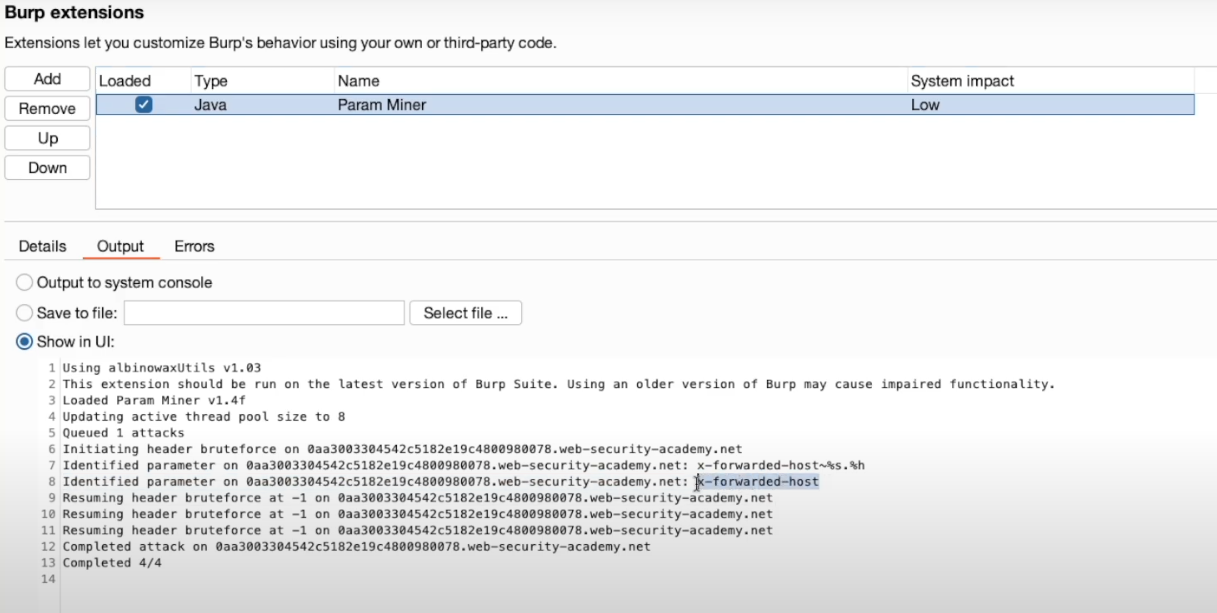 Burp extensions
Extensions let you customize Burp's behavior using your own or third-party code.
Add
Remove
Up
Down
Loaded Type Name System impact
Java Param Miner Low
Details Output Errors
Output to system console
Save to file: Select file ...
Show in UI:
1 Using albinowaxUtils v1.03
2 This extension should be run on the latest version of Burp Suite. Using an older version of Burp may cause impaired functionality.
3 Loaded Param Miner v1.4f
4 Updating active thread pool size to 8
5 Queued 1 attacks
6 Initiating header bruteforce on 0aa3003304542c5182e19c4800980078.web-security-academy.net
7 Identified parameter on 0aa3003304542c5182e19c4800980078.web-security-academy.net: x-forwarded-host~%s.%h
8 Identified parameter on 0aa3003304542c5182e19c4800980078.web-security-academy.net: x-forwarded-host
9 Resuming header bruteforce at -1 on 0aa3003304542c5182e19c4800980078.web-security-academy.net
10 Resuming header bruteforce at -1 on 0aa3003304542c5182e19c4800980078.web-security-academy.net
11 Resuming header bruteforce at -1 on 0aa3003304542c5182e19c4800980078.web-security-academy.net
12 Completed attack on 0aa3003304542c5182e19c4800980078.web-security-academy.net
13 Completed 4/4
14